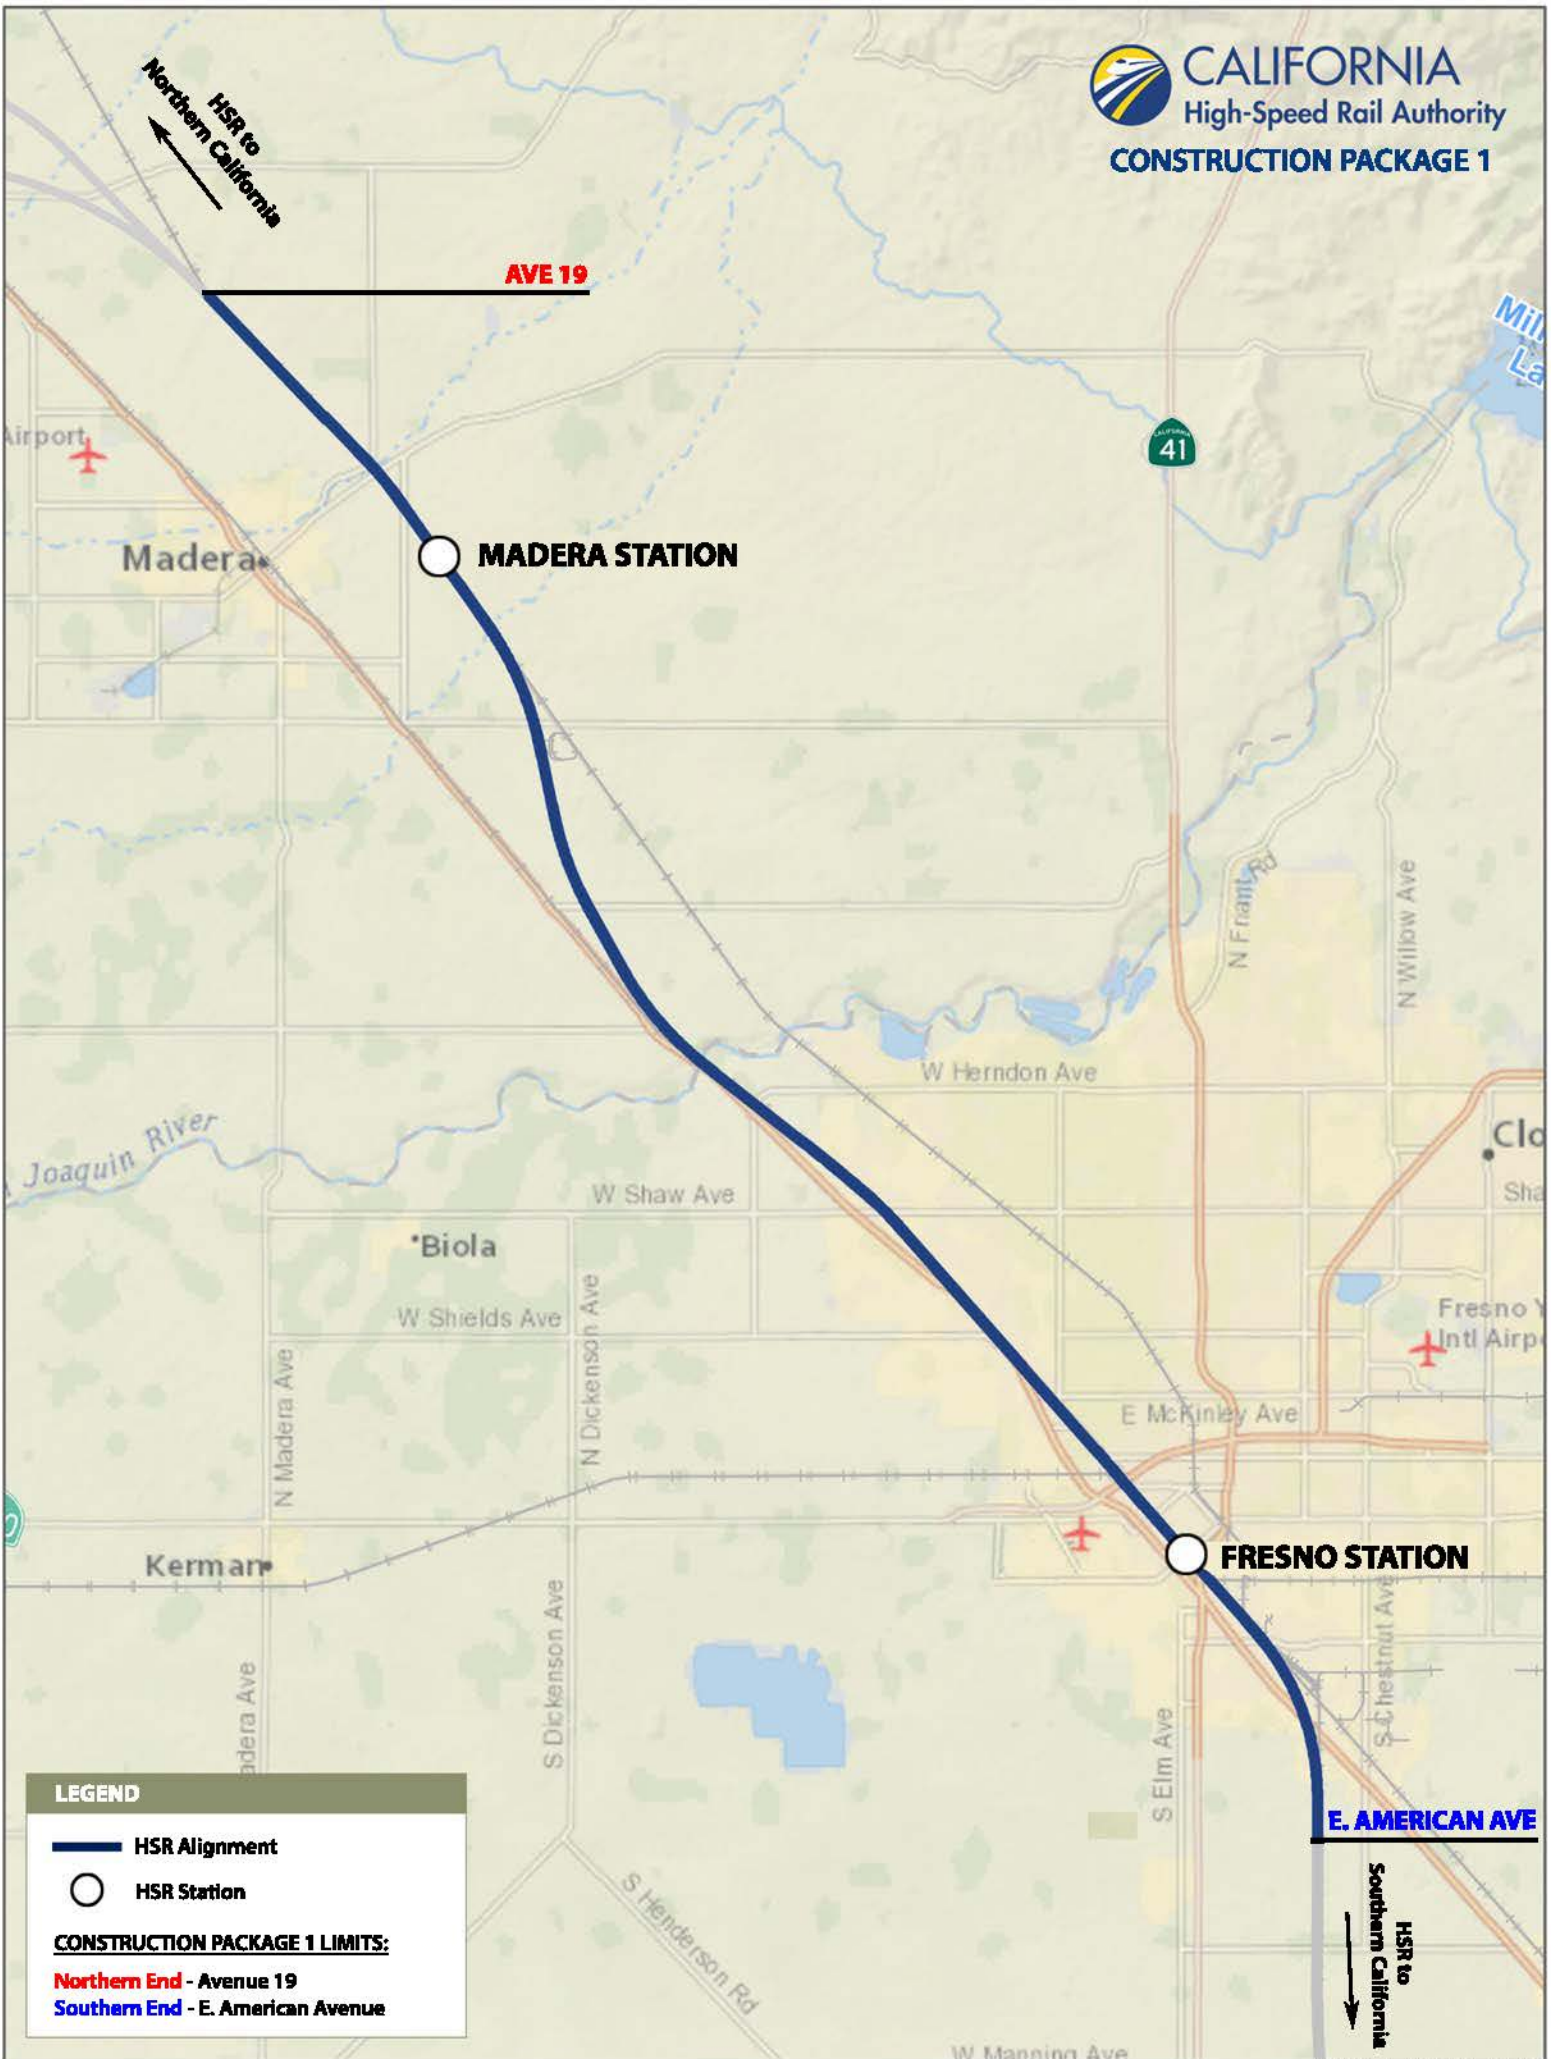 CALIFORNIA
High-Speed Rail Authority
CONSTRUCTION PACKAGE 1
HSR to
Northern California
AVE 19
41
Airport
Madera
MADERA STATION
N Friant Rd
N Willow Ave
W Herndon Ave
Joaquin River
W Shaw Ave
Biola
W Shields Ave
N Madera Ave
N Dickenson Ave
Fresno
Intl
E McKinley Ave
Kerman
FRESNO STATION
S Dickenson Ave
S Elm Ave
S Chestnut Ave
E. AMERICAN AVE
HSR to
Southern California
S Henderson Rd
W Manning Ave
LEGEND
HSR Alignment
HSR Station
CONSTRUCTION PACKAGE 1 LIMITS:
Northern End - Avenue 19
Southern End - E. American Avenue